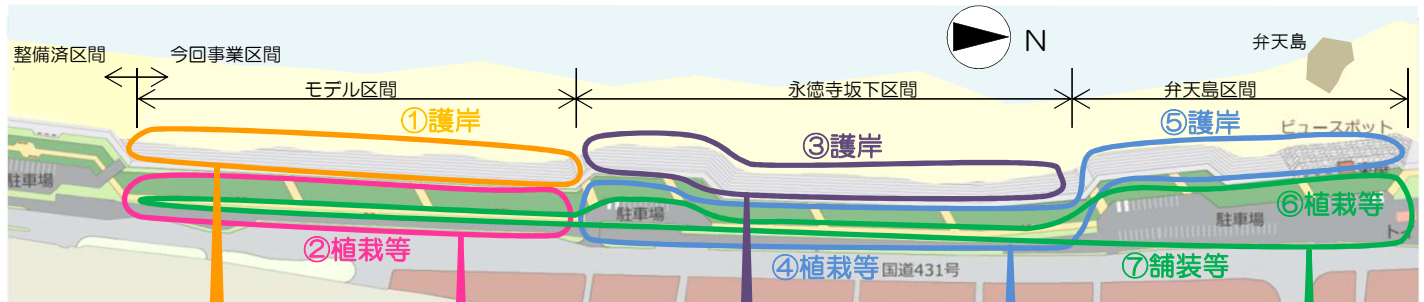 整備済区間
今回事業区間
N
弁天島
モデル区間
永徳寺坂下区間
弁天島区間
①護岸
③護岸
⑤護岸
ビュースポット
駐車場
②植栽等
駐車場
④植栽等
国道431号
駐車場
⑥植栽等
⑦舗装等